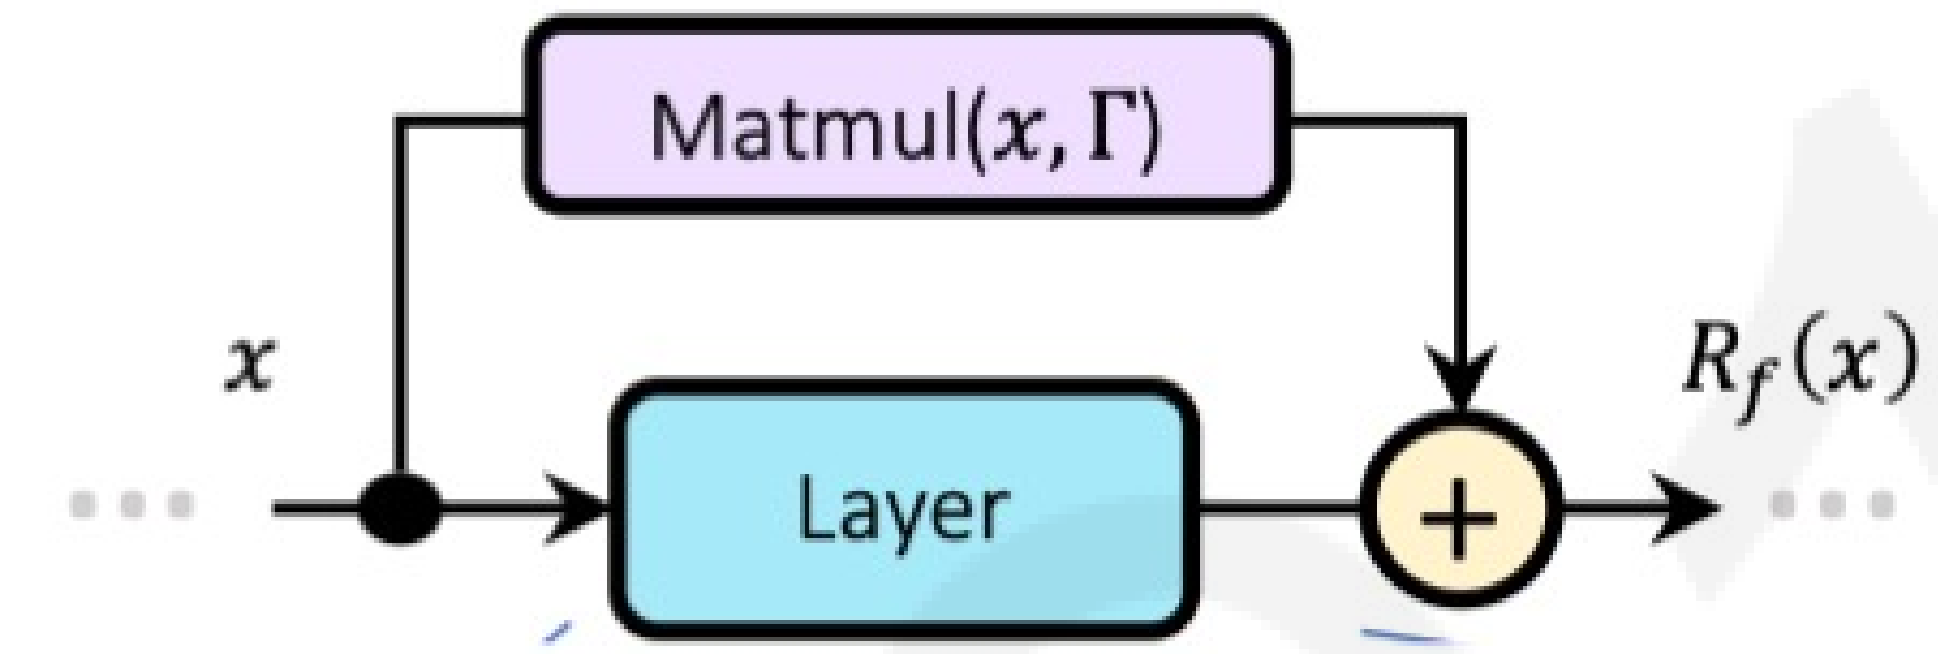 Matmul(x, Γ)
x
R_f(x)
Layer
+